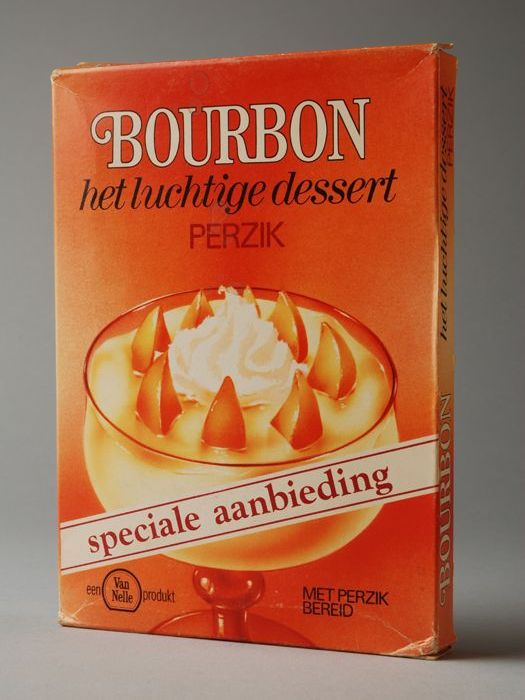 BOURBON
het luchtige dessert
PERZIK
speciale aanbieding
een Van Nelle produkt
MET PERZIK
BEREID
BOURBON
het luchtige dessert
PERZIK